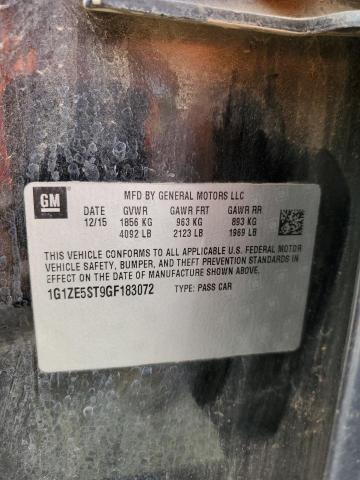 GM
MFD BY GENERAL MOTORS LLC
DATE GVWR GAWR FRT GAWR RR
12/15 1856 KG 963 KG 893 KG
4092 LB 2123 LB 1969 LB
THIS VEHICLE CONFORMS TO ALL APPLICABLE U.S. FEDERAL MOTOR
VEHICLE SAFETY, BUMPER, AND THEFT PREVENTION STANDARDS IN
EFFECT ON THE DATE OF MANUFACTURE SHOWN ABOVE.
1G1ZE5ST9GF183072 TYPE: PASS CAR